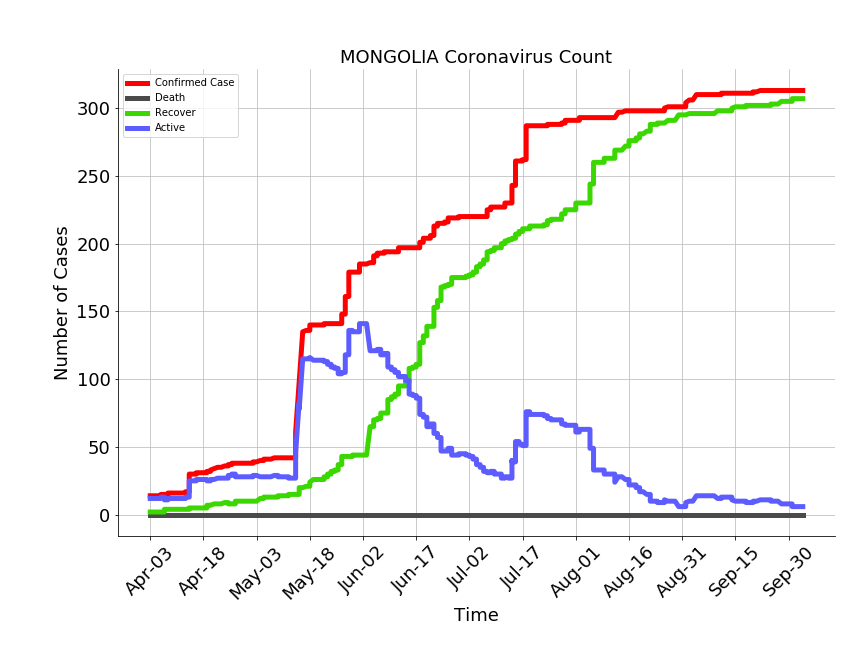 MONGOLIA Coronavirus Count
Confirmed Case
Death
Recover
Active
Number of Cases
300
250
200
150
100
50
0
Apr-03
Apr-18
May-03
May-18
Jun-02
Jun-17
Jul-02
Jul-17
Aug-01
Aug-16
Aug-31
Sep-15
Sep-30
Time